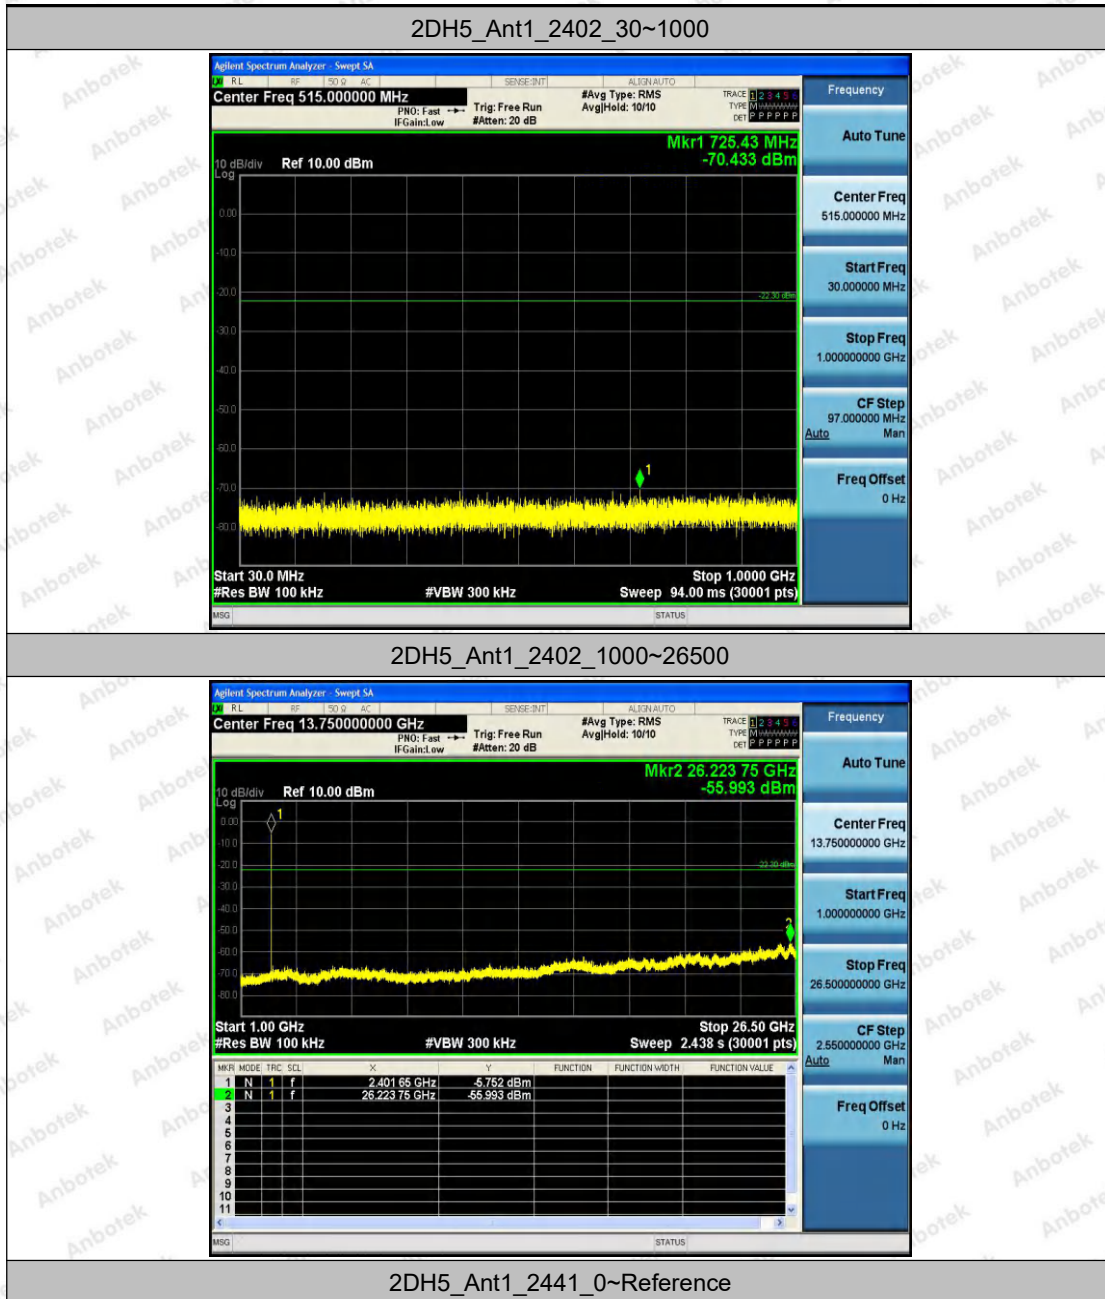 2DH5_Ant1_2402_30~1000
Agilent Spectrum Analyzer - Swept SA
RL RF 50 Ω AC SENSE:INT ALIGN AUTO
Center Freq 515.000000 MHz
PNO: Fast
IFGain:Low
Trig: Free Run
#Atten: 20 dB
#Avg Type: RMS
Avg|Hold: 10/10
TRACE 1 2 3 4 5 6
TYPE M
DET P P P P P P
Mkr1 725.43 MHz
-70.433 dBm
10 dB/div Ref 10.00 dBm
Log
0.00
-10.0
-20.0
-22.30 dBm
-30.0
-40.0
-50.0
-60.0
1
-70.0
-80.0
Start 30.0 MHz Stop 1.0000 GHz
#Res BW 100 kHz #VBW 300 kHz Sweep 94.00 ms (30001 pts)
MSG STATUS
Frequency
Auto Tune
Center Freq
515.000000 MHz
Start Freq
30.000000 MHz
Stop Freq
1.000000000 GHz
CF Step
97.000000 MHz
Auto Man
Freq Offset
0 Hz
2DH5_Ant1_2402_1000~26500
Agilent Spectrum Analyzer - Swept SA
RL RF 50 Ω AC SENSE:INT ALIGN AUTO
Center Freq 13.750000000 GHz
PNO: Fast
IFGain:Low
Trig: Free Run
#Atten: 20 dB
#Avg Type: RMS
Avg|Hold: 10/10
TRACE 1 2 3 4 5 6
TYPE M
DET P P P P P P
Mkr2 26.223 75 GHz
-55.993 dBm
10 dB/div Ref 10.00 dBm
Log
0.00
1
-10.0
-20.0
-22.30 dBm
-30.0
-40.0
2
-50.0
-60.0
-70.0
-80.0
Start 1.00 GHz Stop 26.50 GHz
#Res BW 100 kHz #VBW 300 kHz Sweep 2.438 s (30001 pts)
MKR MODE TRC SCL X Y FUNCTION FUNCTION WIDTH FUNCTION VALUE
1 N 1 f 2.401 65 GHz -5.752 dBm
2 N 1 f 26.223 75 GHz -55.993 dBm
3
4
5
6
7
8
9
10
11
MSG STATUS
Frequency
Auto Tune
Center Freq
13.750000000 GHz
Start Freq
1.000000000 GHz
Stop Freq
26.500000000 GHz
CF Step
2.550000000 GHz
Auto Man
Freq Offset
0 Hz
2DH5_Ant1_2441_0~Reference